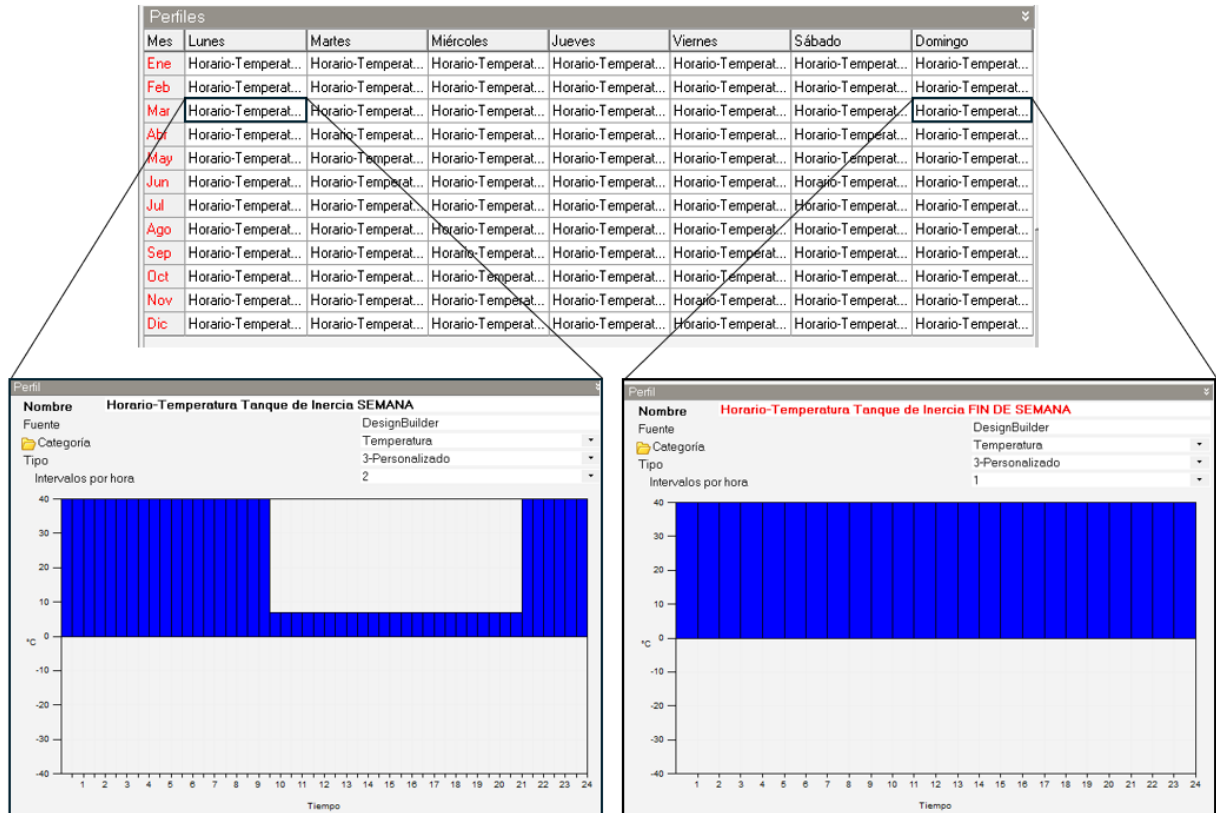 Perfiles
Mes Lunes Martes Miércoles Jueves Viernes Sábado Domingo
Ene Horario-Temperat... Horario-Temperat... Horario-Temperat... Horario-Temperat... Horario-Temperat... Horario-Temperat... Horario-Temperat...
Feb Horario-Temperat... Horario-Temperat... Horario-Temperat... Horario-Temperat... Horario-Temperat... Horario-Temperat... Horario-Temperat...
Mar Horario-Temperat... Horario-Temperat... Horario-Temperat... Horario-Temperat... Horario-Temperat... Horario-Temperat... Horario-Temperat...
Abr Horario-Temperat... Horario-Temperat... Horario-Temperat... Horario-Temperat... Horario-Temperat... Horario-Temperat... Horario-Temperat...
May Horario-Temperat... Horario-Temperat... Horario-Temperat... Horario-Temperat... Horario-Temperat... Horario-Temperat... Horario-Temperat...
Jun Horario-Temperat... Horario-Temperat... Horario-Temperat... Horario-Temperat... Horario-Temperat... Horario-Temperat... Horario-Temperat...
Jul Horario-Temperat... Horario-Temperat... Horario-Temperat... Horario-Temperat... Horario-Temperat... Horario-Temperat... Horario-Temperat...
Ago Horario-Temperat... Horario-Temperat... Horario-Temperat... Horario-Temperat... Horario-Temperat... Horario-Temperat... Horario-Temperat...
Sep Horario-Temperat... Horario-Temperat... Horario-Temperat... Horario-Temperat... Horario-Temperat... Horario-Temperat... Horario-Temperat...
Oct Horario-Temperat... Horario-Temperat... Horario-Temperat... Horario-Temperat... Horario-Temperat... Horario-Temperat... Horario-Temperat...
Nov Horario-Temperat... Horario-Temperat... Horario-Temperat... Horario-Temperat... Horario-Temperat... Horario-Temperat... Horario-Temperat...
Dic Horario-Temperat... Horario-Temperat... Horario-Temperat... Horario-Temperat... Horario-Temperat... Horario-Temperat... Horario-Temperat...
Perfil
Nombre Horario-Temperatura Tanque de Inercia SEMANA
Fuente DesignBuilder
Categoría Temperatura
Tipo 3-Personalizado
Intervalos por hora 2
40
30
20
10
°C 0
-10
-20
-30
-40
1 2 3 4 5 6 7 8 9 10 11 12 13 14 15 16 17 18 19 20 21 22 23 24
Tiempo
Perfil
Nombre Horario-Temperatura Tanque de Inercia FIN DE SEMANA
Fuente DesignBuilder
Categoría Temperatura
Tipo 3-Personalizado
Intervalos por hora 1
40
30
20
10
°C 0
-10
-20
-30
-40
1 2 3 4 5 6 7 8 9 10 11 12 13 14 15 16 17 18 19 20 21 22 23 24
Tiempo